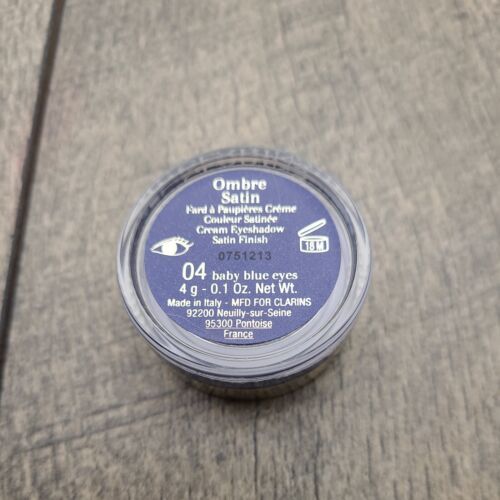 Ombre
Satin
Fard à Paupières Crème
Couleur Satinée
Cream Eyeshadow
Satin Finish
18 M
0751213
04 baby blue eyes
4 g - 0.1 Oz. Net Wt.
Made in Italy - MFD FOR CLARINS
92200 Neuilly-sur-Seine
95300 Pontoise
France